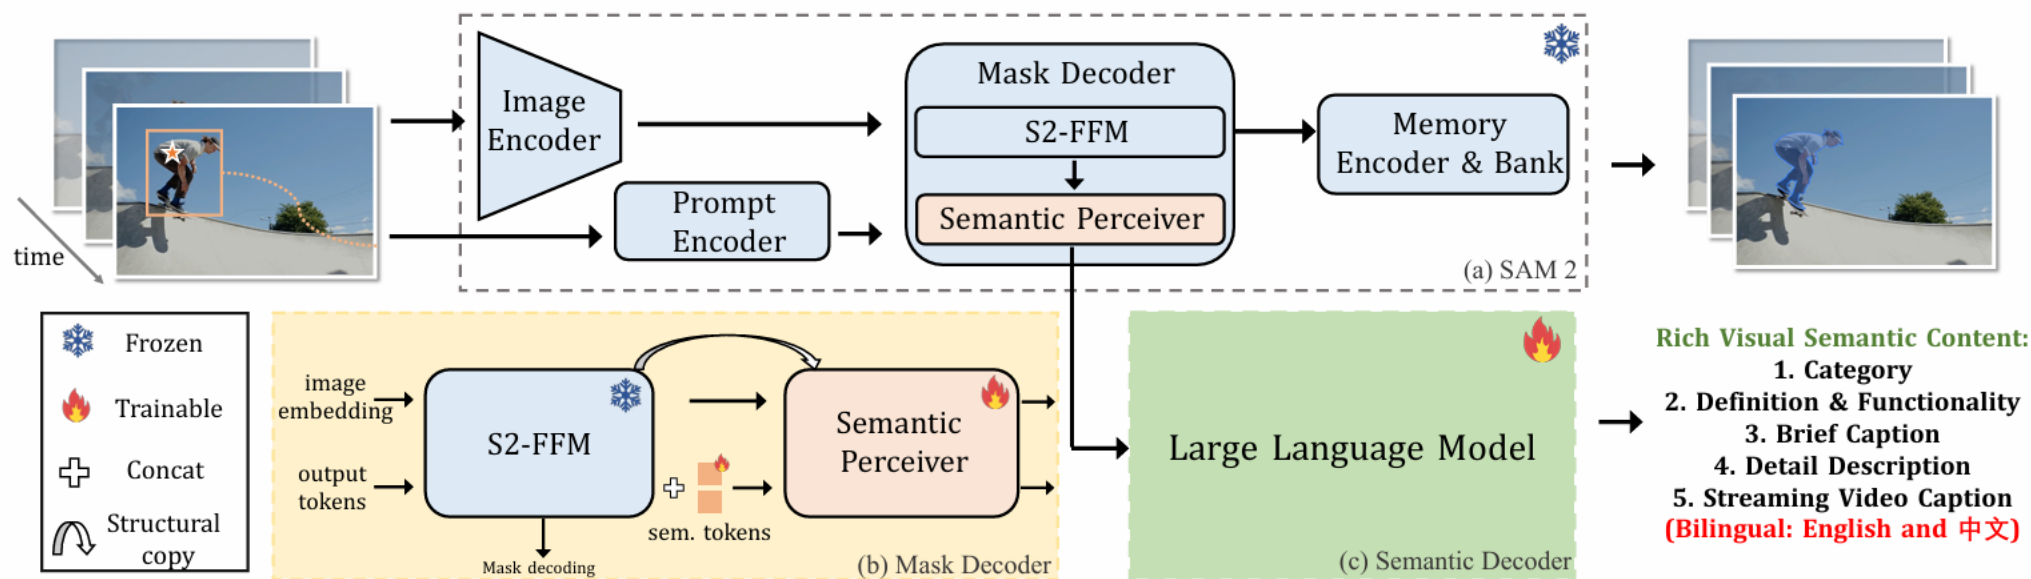 time
Image
Encoder
Prompt
Encoder
Mask Decoder
S2-FFM
Semantic Perceiver
Memory
Encoder & Bank
(a) SAM 2
Frozen
Trainable
Concat
Structural
copy
image
embedding
output
tokens
S2-FFM
Mask decoding
sem. tokens
Semantic
Perceiver
(b) Mask Decoder
Large Language Model
(c) Semantic Decoder
Rich Visual Semantic Content:
1. Category
2. Definition & Functionality
3. Brief Caption
4. Detail Description
5. Streaming Video Caption
(Bilingual: English and 中文)